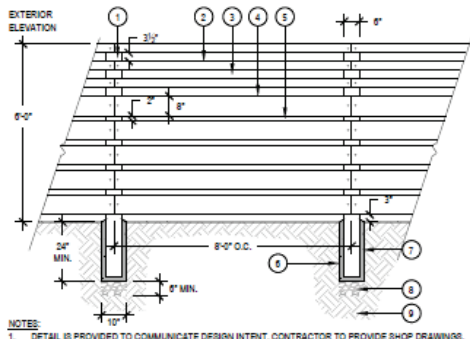 EXTERIOR
ELEVATION
1
2
3
4
5
6"
3½"
6'-0"
2"
8"
3"
24"
MIN.
8'-0" O.C.
6
7
6" MIN.
8
10"
9
NOTES:
1. DETAIL IS PROVIDED TO COMMUNICATE DESIGN INTENT. CONTRACTOR TO PROVIDE SHOP DRAWINGS